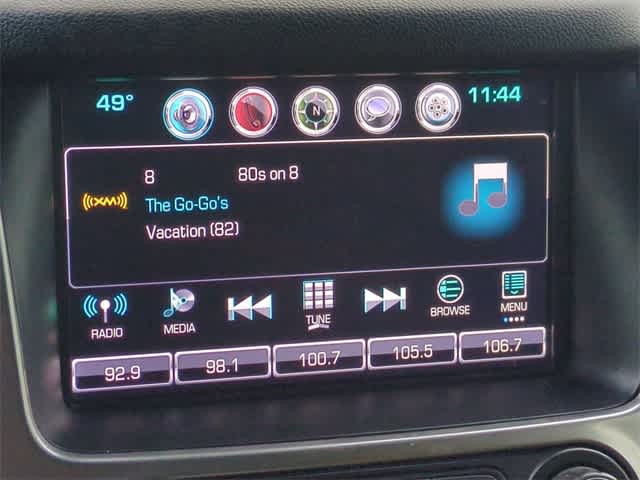 49° N 11:44
8 80s on 8
((XM))
The Go-Go's
Vacation (82)
RADIO MEDIA TUNE BROWSE MENU
92.9 98.1 100.7 105.5 106.7